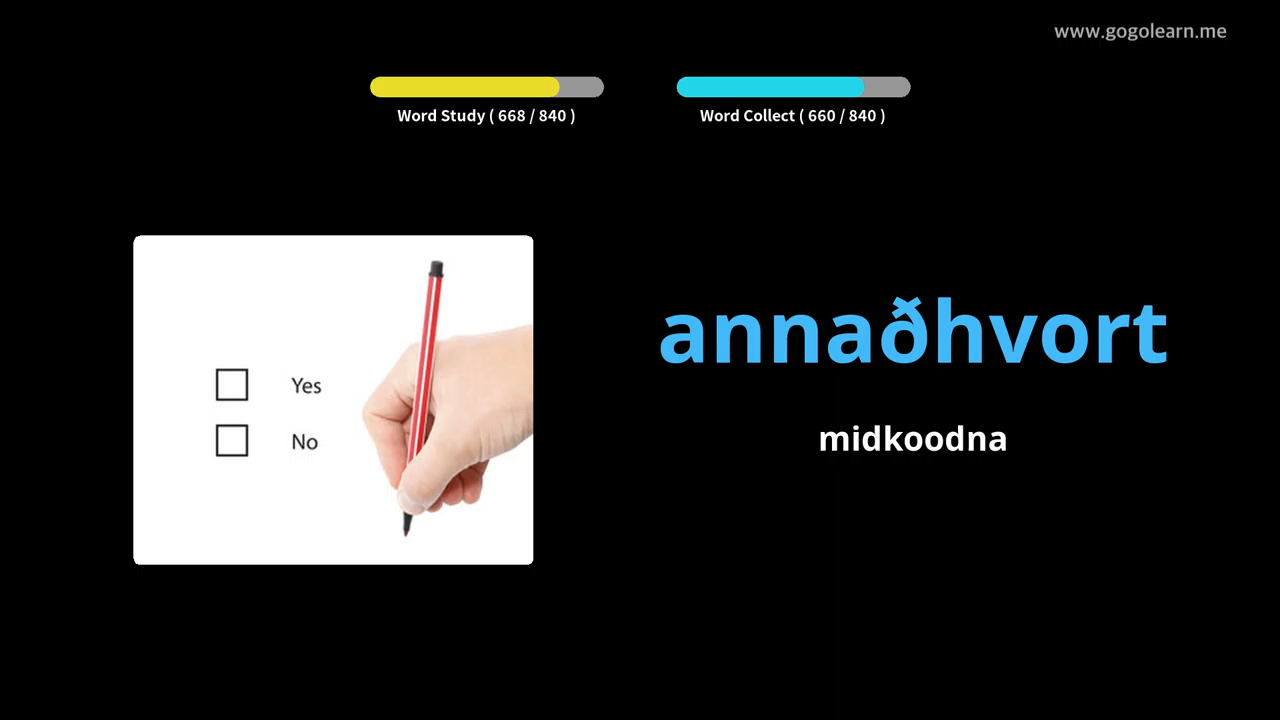 www.gogolearn.me
Word Study ( 668 / 840 )
Word Collect ( 660 / 840 )
Yes
No
annaðhvort
midkoodna